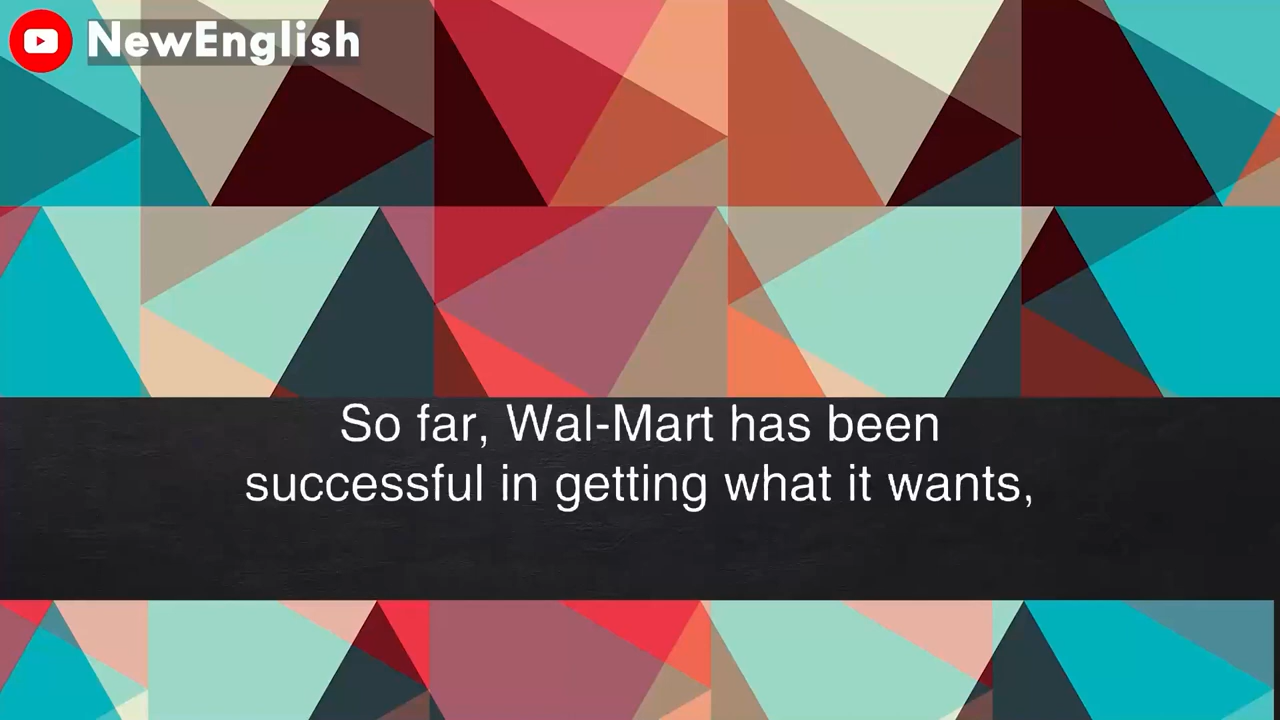 NewEnglish
So far, Wal-Mart has been
successful in getting what it wants,